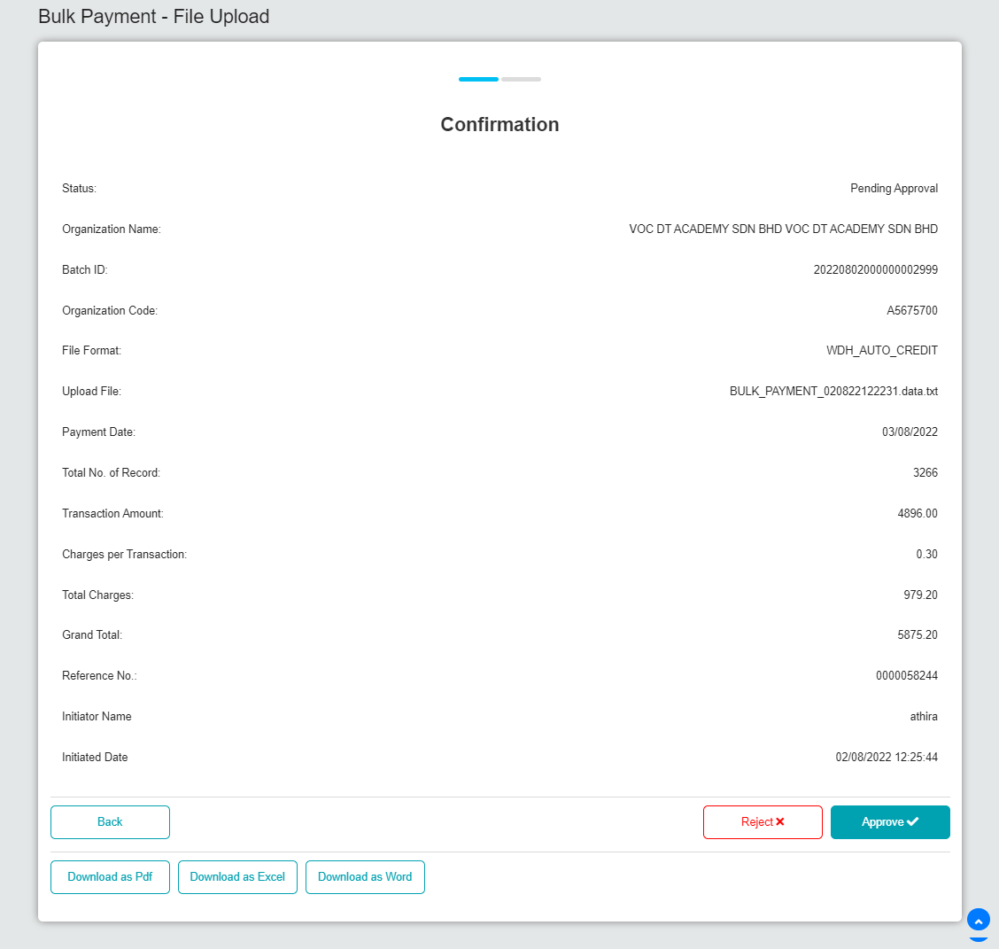 Bulk Payment - File Upload
Confirmation
Status: Pending Approval
Organization Name: VOC DT ACADEMY SDN BHD VOC DT ACADEMY SDN BHD
Batch ID: 20220802000000002999
Organization Code: A5675700
File Format: WDH_AUTO_CREDIT
Upload File: BULK_PAYMENT_020822122231.data.txt
Payment Date: 03/08/2022
Total No. of Record: 3266
Transaction Amount: 4896.00
Charges per Transaction: 0.30
Total Charges: 979.20
Grand Total: 5875.20
Reference No.: 0000058244
Initiator Name athira
Initiated Date 02/08/2022 12:25:44
Back Reject Approve
Download as Pdf Download as Excel Download as Word